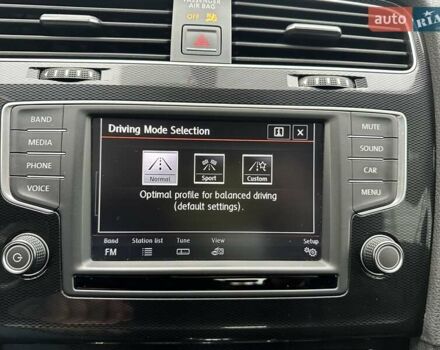 PASSENGER
AIR BAG
OFF
auto RIA
BAND
MEDIA
PHONE
VOICE
Driving Mode Selection
Normal
Sport
Custom
Optimal profile for balanced driving
(default settings).
Band
Station list
Tune
View
Setup
FM
MUTE
SOUND
CAR
MENU